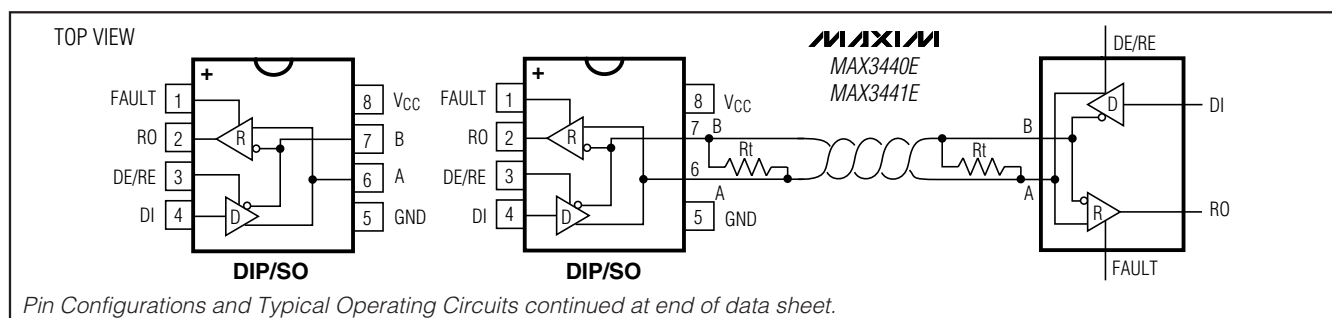 TOP VIEW
+
FAULT 1
RO 2
DE/RE 3
DI 4
8 VCC
7 B
6 A
5 GND
R
D
DIP/SO
+
FAULT 1
RO 2
DE/RE 3
DI 4
8 VCC
7 B
6 A
5 GND
R
D
DIP/SO
Rt
MAXIM
MAX3440E
MAX3441E
Rt
B
A
DE/RE
D
DI
R
RO
FAULT
Pin Configurations and Typical Operating Circuits continued at end of data sheet.